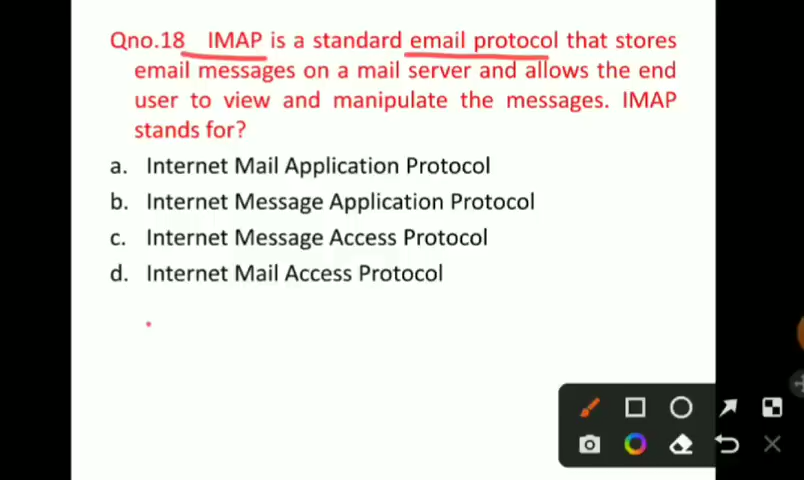 Qno.18 IMAP is a standard email protocol that stores
email messages on a mail server and allows the end
user to view and manipulate the messages. IMAP
stands for?
a. Internet Mail Application Protocol
b. Internet Message Application Protocol
c. Internet Message Access Protocol
d. Internet Mail Access Protocol